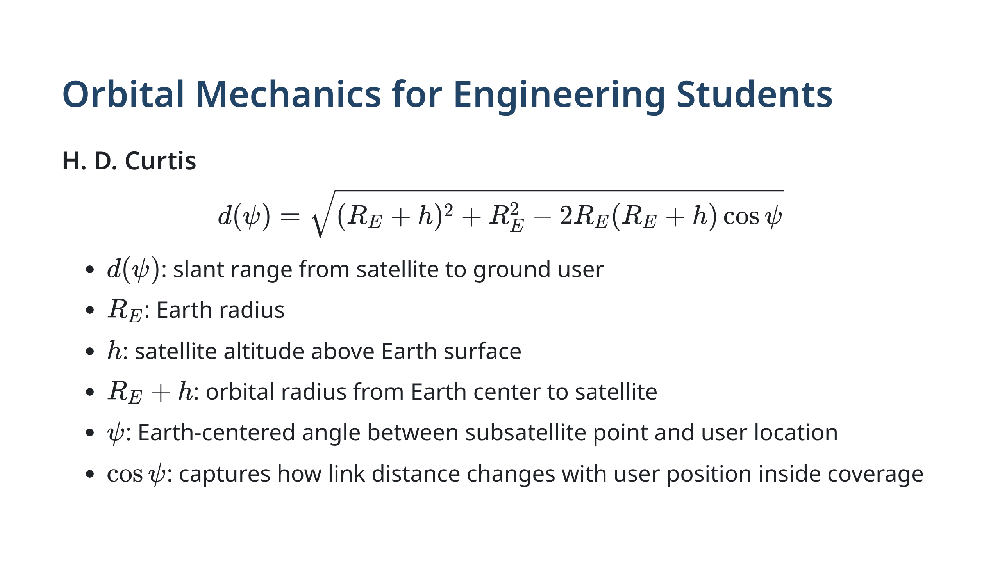 Orbital Mechanics for Engineering Students
H. D. Curtis
$d(\psi) = \sqrt{(R_E + h)^2 + R_E^2 - 2R_E(R_E + h)\cos\psi}$
• $d(\psi)$: slant range from satellite to ground user
• $R_E$: Earth radius
• $h$: satellite altitude above Earth surface
• $R_E + h$: orbital radius from Earth center to satellite
• $\psi$: Earth-centered angle between subsatellite point and user location
• $\cos\psi$: captures how link distance changes with user position inside coverage